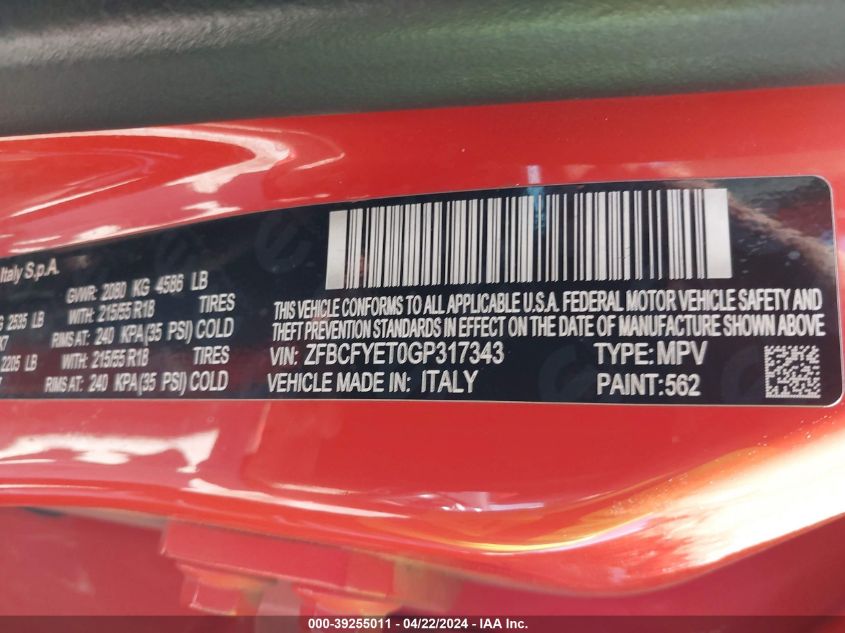 Italy S.p.A.
GVWR: 2080 KG 4586 LB
G 2535 LB WITH: 215/55 R18 TIRES
RIMS AT: 240 KPA(35 PSI) COLD
2205 LB WITH: 215/55 R18 TIRES
RIMS AT: 240 KPA(35 PSI) COLD
THIS VEHICLE CONFORMS TO ALL APPLICABLE U.S.A. FEDERAL MOTOR VEHICLE SAFETY AND
THEFT PREVENTION STANDARDS IN EFFECT ON THE DATE OF MANUFACTURE SHOWN ABOVE
VIN: ZFBCFYET0GP317343 TYPE: MPV
VEHICLE MADE IN: ITALY PAINT:562
000-39255011 - 04/22/2024 - IAA Inc.